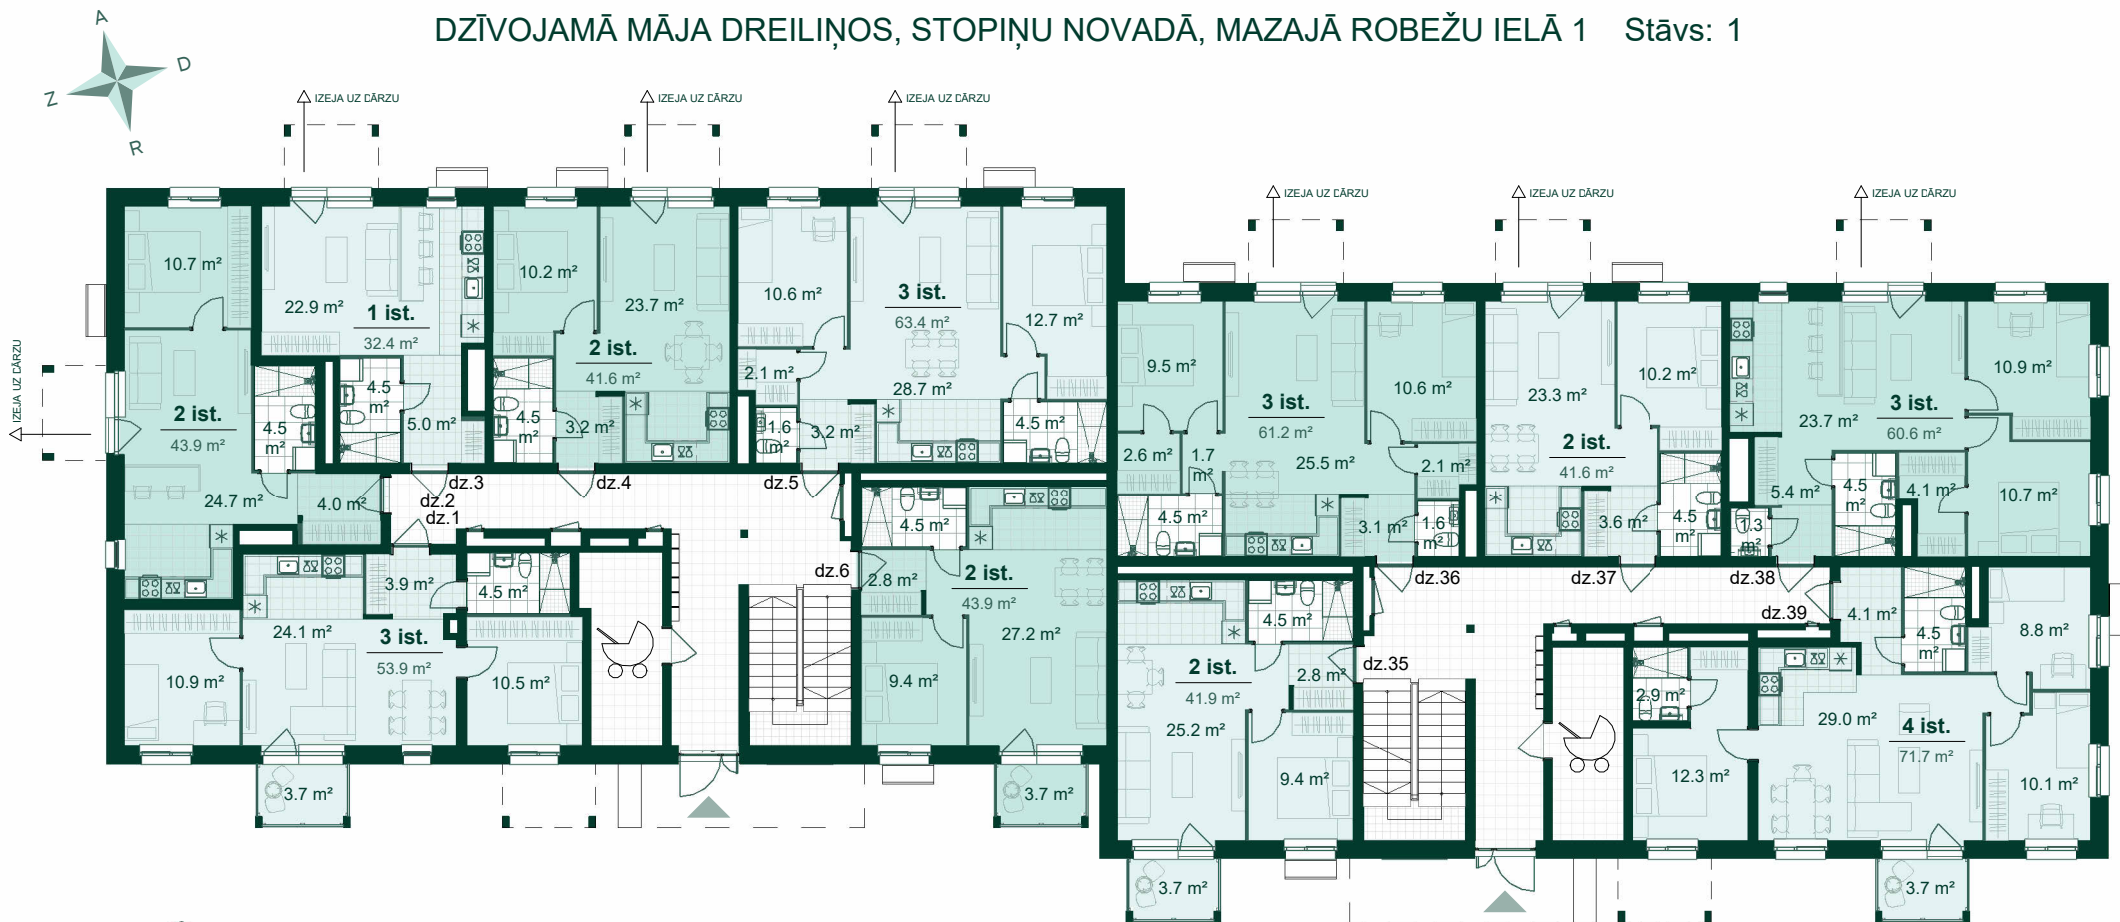 DZĪVOJAMĀ MĀJA DREILIŅOS, STOPIŅU NOVADĀ, MAZAJĀ ROBEŽU IELĀ 1 Stāvs: 1
A
D
Z
R
IZEJA UZ DĀRZU
IZEJA UZ DĀRZU
IZEJA UZ DĀRZU
IZEJA UZ DĀRZU
IZEJA UZ DĀRZU
IZEJA UZ DĀRZU
IZEJA UZ DĀRZU
10.7 m²
2 ist.
43.9 m²
4.5 m²
24.7 m²
4.0 m²
22.9 m²
1 ist.
32.4 m²
4.5 m²
5.0 m²
10.2 m²
23.7 m²
2 ist.
41.6 m²
4.5 m²
3.2 m²
10.6 m²
3 ist.
63.4 m²
12.7 m²
2.1 m²
28.7 m²
1.6 m²
3.2 m²
4.5 m²
dz.1
dz.2
dz.3
dz.4
dz.5
dz.6
3.9 m²
4.5 m²
24.1 m²
3 ist.
53.9 m²
10.9 m²
10.5 m²
3.7 m²
4.5 m²
2.8 m²
2 ist.
43.9 m²
27.2 m²
9.4 m²
3.7 m²
9.5 m²
3 ist.
61.2 m²
10.6 m²
2.6 m²
1.7 m²
25.5 m²
2.1 m²
4.5 m²
3.1 m²
1.6 m²
23.3 m²
10.2 m²
2 ist.
41.6 m²
3.6 m²
4.5 m²
10.9 m²
23.7 m²
3 ist.
60.6 m²
5.4 m²
4.5 m²
4.1 m²
10.7 m²
1.3 m²
dz.35
dz.36
dz.37
dz.38
dz.39
4.5 m²
2 ist.
41.9 m²
2.8 m²
25.2 m²
9.4 m²
3.7 m²
4.1 m²
4.5 m²
8.8 m²
2.9 m²
29.0 m²
4 ist.
71.7 m²
12.3 m²
10.1 m²
3.7 m²